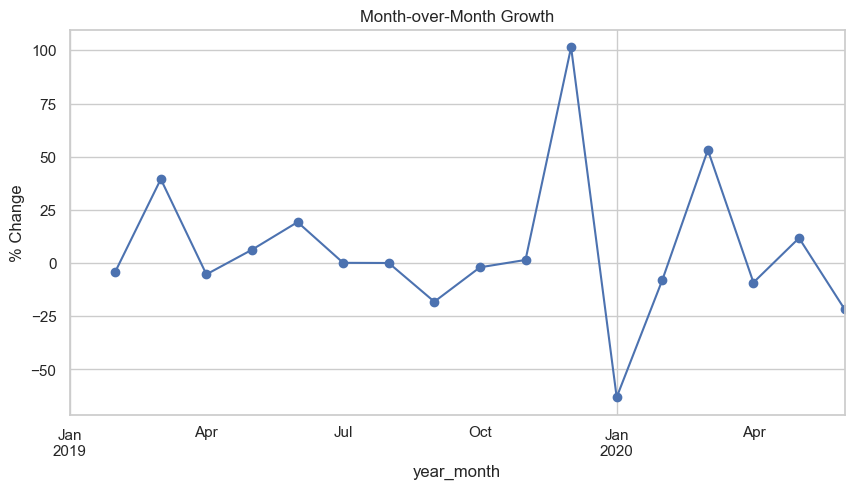 Month-over-Month Growth
% Change
100
75
50
25
0
−25
−50
Jan
2019
Apr
Jul
Oct
Jan
2020
Apr
year_month